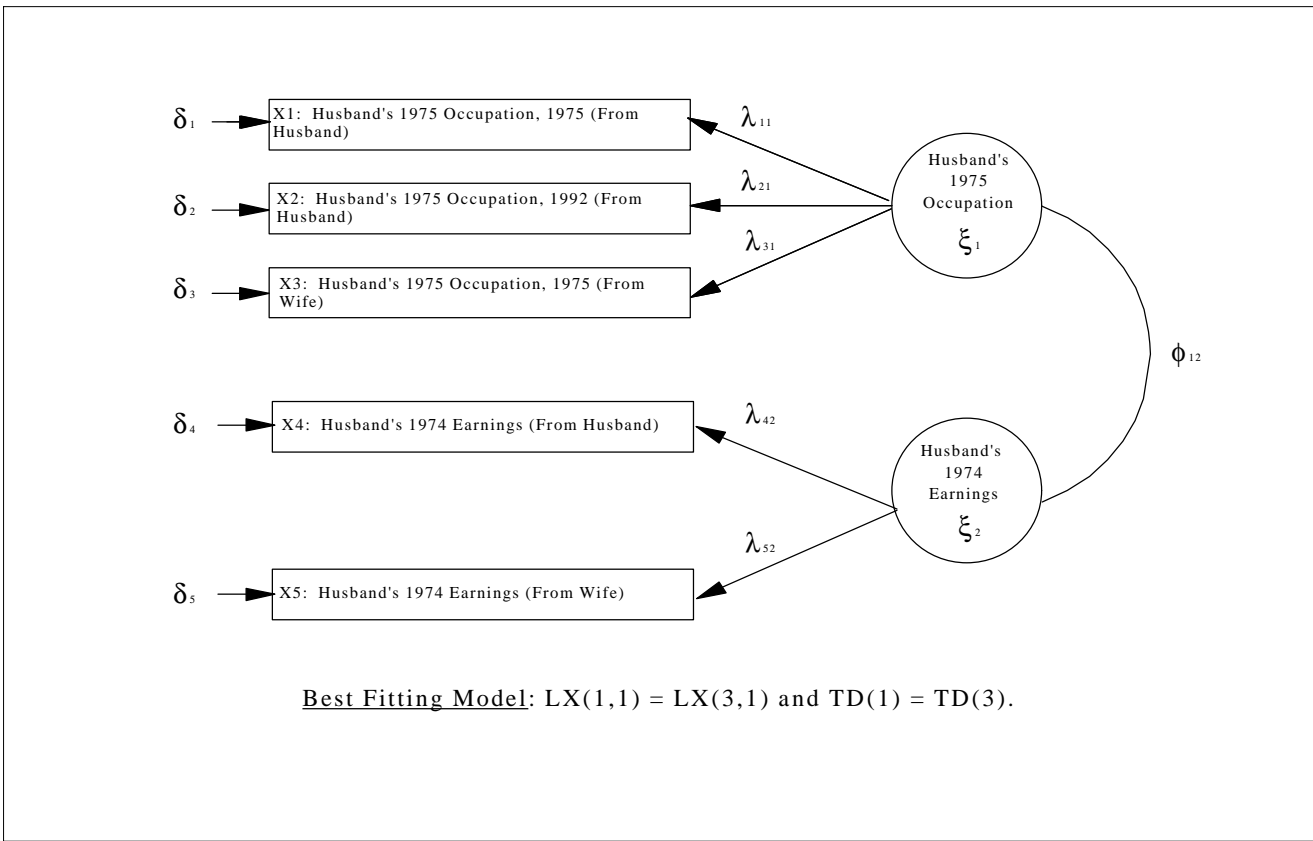 δ₁
X1: Husband's 1975 Occupation, 1975 (From
Husband)
λ₁₁
δ₂
X2: Husband's 1975 Occupation, 1992 (From
Husband)
λ₂₁
δ₃
X3: Husband's 1975 Occupation, 1975 (From
Wife)
λ₃₁
Husband's
1975
Occupation
ξ₁
ϕ₁₂
δ₄
X4: Husband's 1974 Earnings (From Husband)
λ₄₂
δ₅
X5: Husband's 1974 Earnings (From Wife)
λ₅₂
Husband's
1974
Earnings
ξ₂
Best Fitting Model: LX(1,1) = LX(3,1) and TD(1) = TD(3).